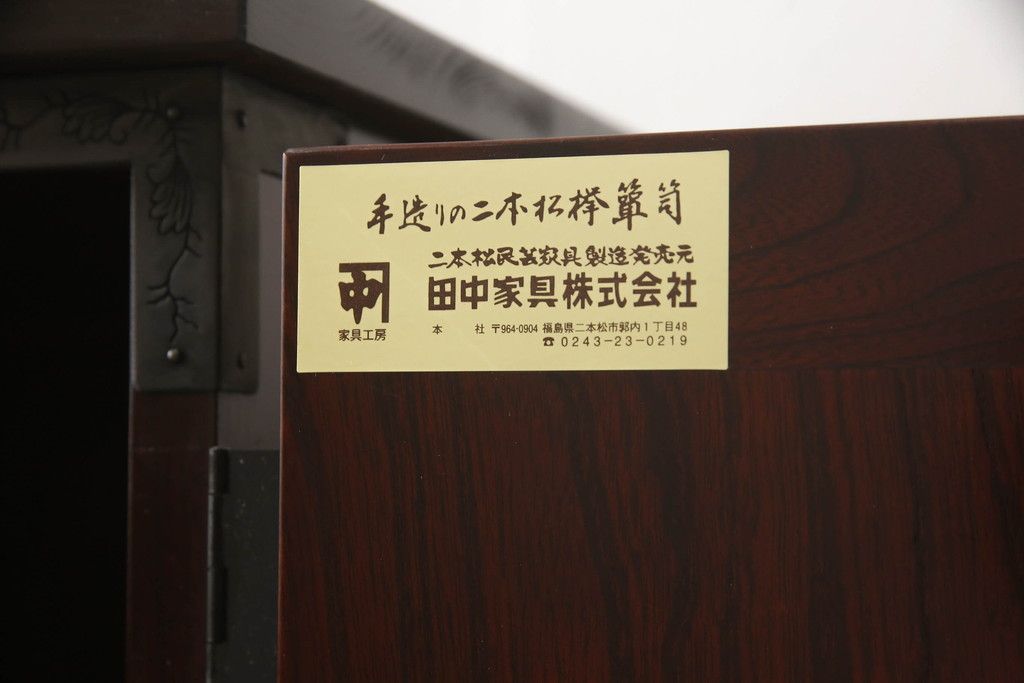 手造りの二本松欅簞笥
二本松民芸家具製造発売元
田中家具株式会社
家具工房
本 社 〒964-0904 福島県二本松市郭内1丁目48
☎ 0243-23-0219